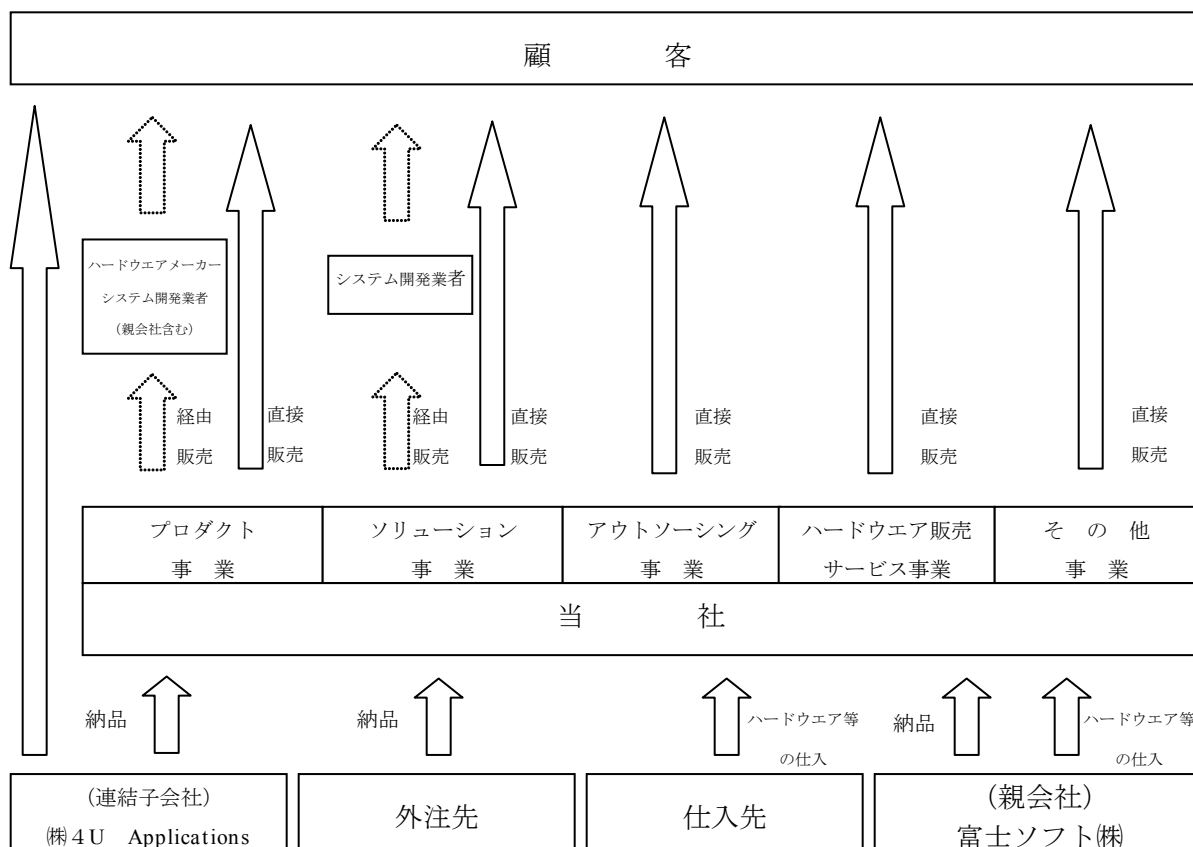 顧　　　客
ハードウエアメーカー
システム開発業者
（親会社含む）
システム開発業者
経由
販売
直接
販売
経由
販売
直接
販売
直接
販売
直接
販売
直接
販売
プロダクト
事　業
ソリューション
事　業
アウトソーシング
事　業
ハードウエア販売
サービス事業
そ　の　他
事　業
当　　　社
納品
納品
ハードウエア等
の仕入
納品
ハードウエア等
の仕入
（連結子会社）
㈱４U　Applications
外注先
仕入先
（親会社）
富士ソフト㈱